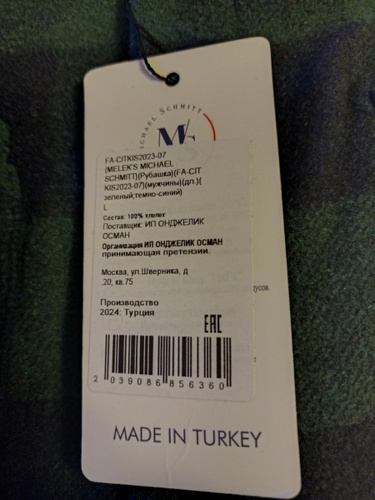 MICHAEL SCHMITT
M
FA-CITKIS2023-07
(MELEK'S MICHAEL
SCHMITT)(Рубашка)(FA-CIT
KIS2023-07)(мужчины)(дл.)(
зеленый;темно-синий)
L
Состав: 100% хлопок
Поставщик: ИП ОНДЖЕЛИК
ОСМАН
Организация ИП ОНДЖЕЛИК ОСМАН
принимающая претензии.
Москва, ул.Шверника, д
.20, кв.75
Производство
2024: Турция
EAC
2 039086 856360
MADE IN TURKEY